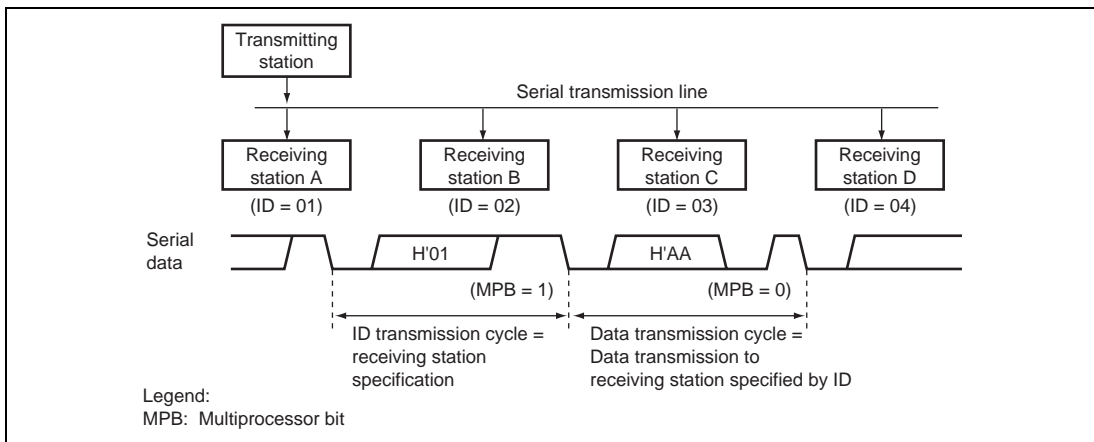 Transmitting
station
Serial transmission line
Receiving
station A
Receiving
station B
Receiving
station C
Receiving
station D
(ID = 01)
(ID = 02)
(ID = 03)
(ID = 04)
Serial
data
H'01
H'AA
(MPB = 1)
(MPB = 0)
ID transmission cycle =
receiving station
specification
Data transmission cycle =
Data transmission to
receiving station specified by ID
Legend:
MPB: Multiprocessor bit